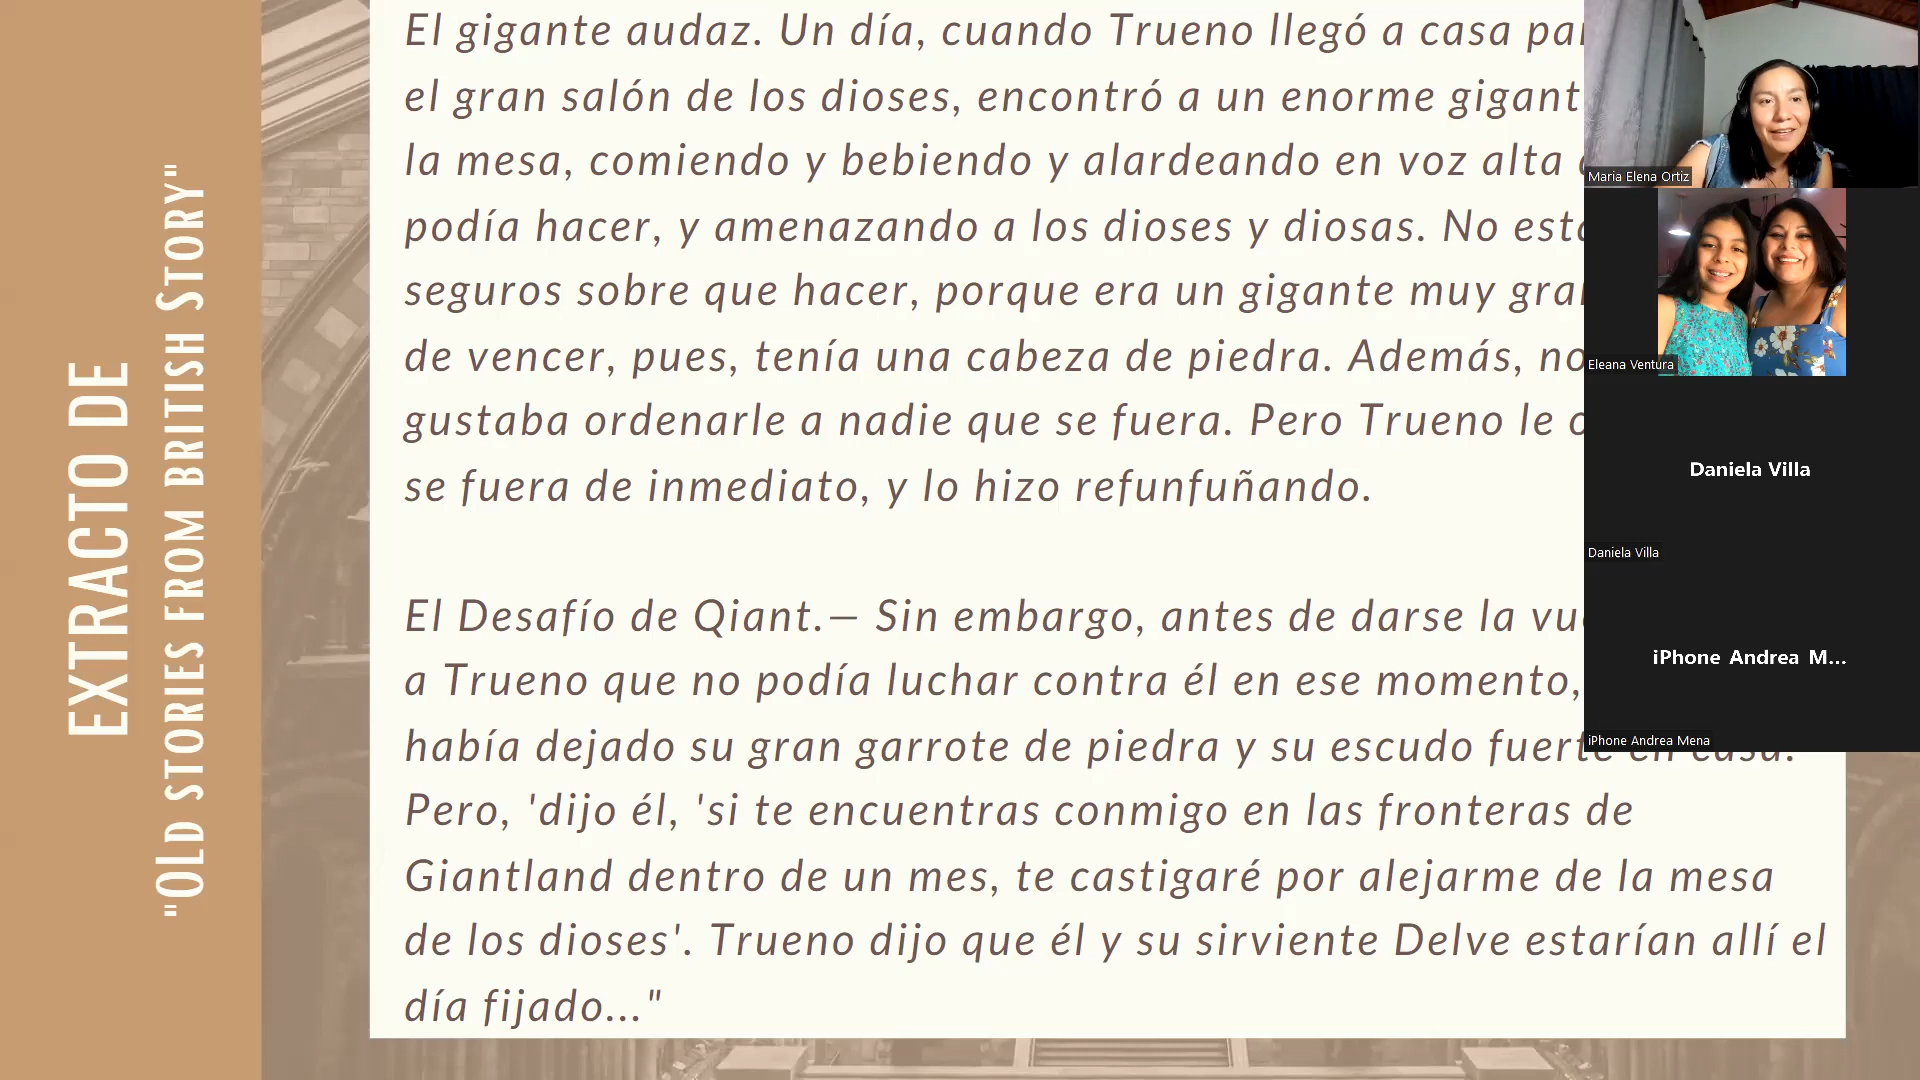 EXTRACTO DE
"OLD STORIES FROM BRITISH STORY"
El gigante audaz. Un día, cuando Trueno llegó a casa
el gran salón de los dioses, encontró a un enorme
la mesa, comiendo y bebiendo y alardeando en voz alta
podía hacer, y amenazando a los dioses y diosas. No
seguros sobre que hacer, porque era un gigante muy
de vencer, pues, tenía una cabeza de piedra. Además, no
gustaba ordenarle a nadie que se fuera. Pero Trueno le
se fuera de inmediato, y lo hizo refunfuñando.
El Desafío de Qiant.— Sin embargo, antes de darse la
a Trueno que no podía luchar contra él en ese momento,
había dejado su gran garrote de piedra y su escudo fuerte en casa.
Pero, 'dijo él, 'si te encuentras conmigo en las fronteras de
Giantland dentro de un mes, te castigaré por alejarme de la mesa
de los dioses'. Trueno dijo que él y su sirviente Delve estarían allí el
día fijado..."
Maria Elena Ortiz
Eleana Ventura
Daniela Villa
Daniela Villa
iPhone Andrea M...
iPhone Andrea Mena